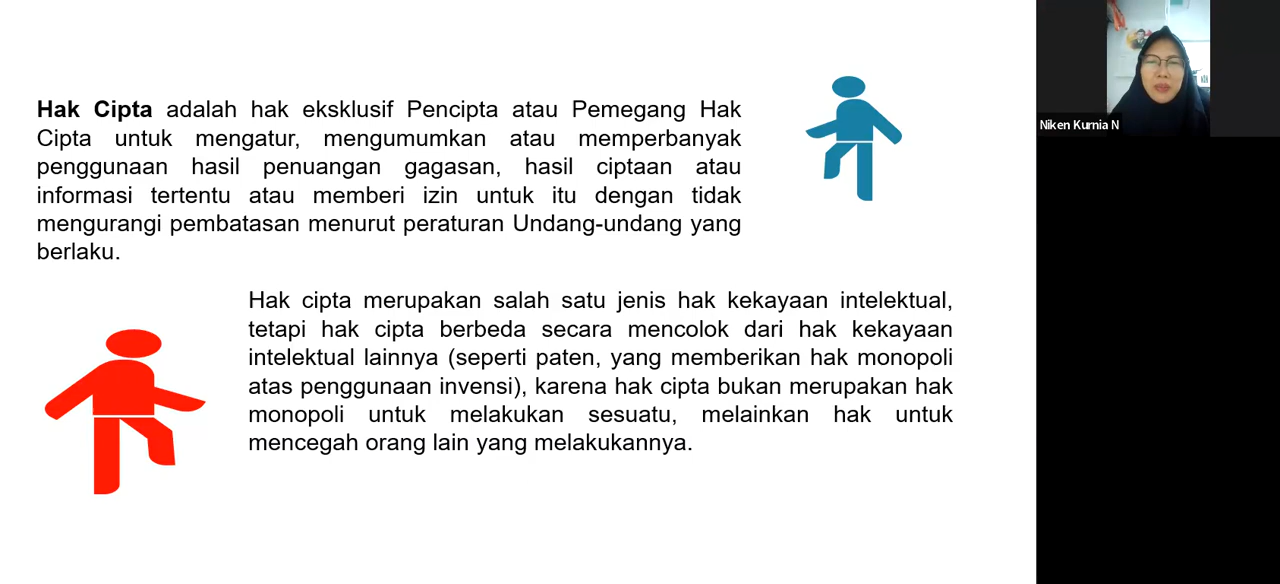 Hak Cipta adalah hak eksklusif Pencipta atau Pemegang Hak
Cipta untuk mengatur, mengumumkan atau memperbanyak
penggunaan hasil penuangan gagasan, hasil ciptaan atau
informasi tertentu atau memberi izin untuk itu dengan tidak
mengurangi pembatasan menurut peraturan Undang-undang yang
berlaku.
Hak cipta merupakan salah satu jenis hak kekayaan intelektual,
tetapi hak cipta berbeda secara mencolok dari hak kekayaan
intelektual lainnya (seperti paten, yang memberikan hak monopoli
atas penggunaan invensi), karena hak cipta bukan merupakan hak
monopoli untuk melakukan sesuatu, melainkan hak untuk
mencegah orang lain yang melakukannya.
Niken Kurnia N